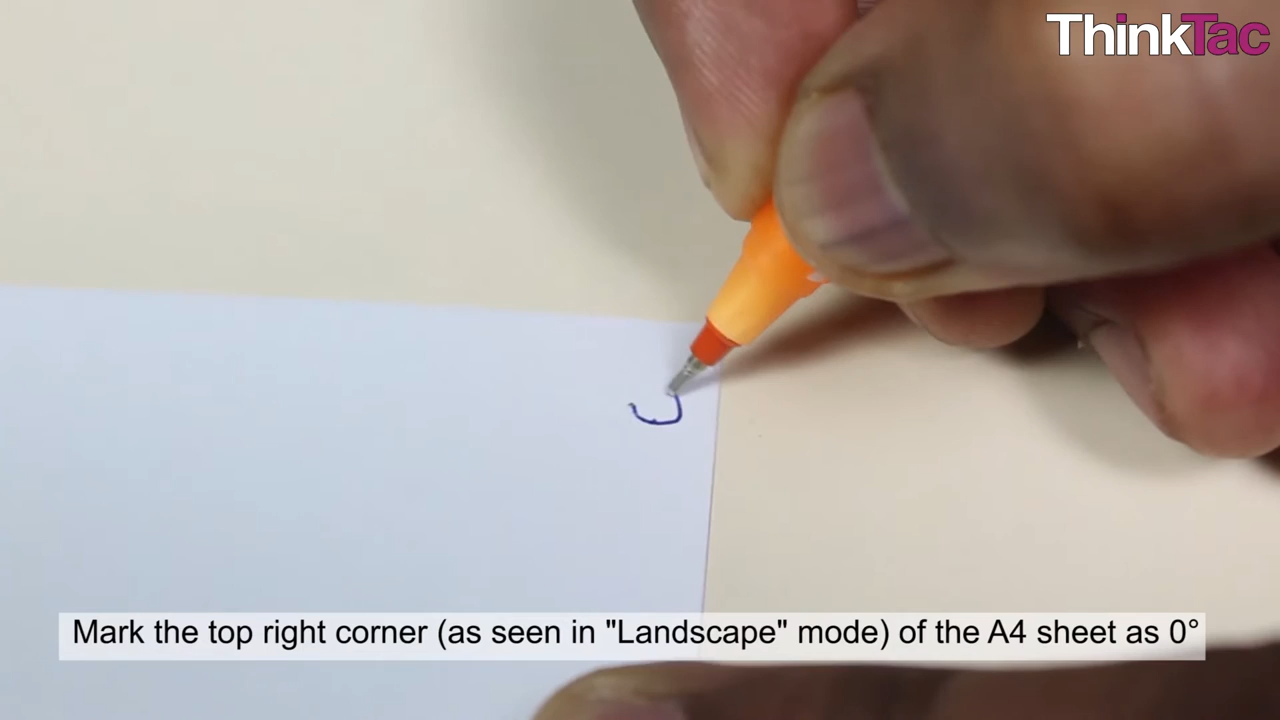 ThinkTac
Mark the top right corner (as seen in "Landscape" mode) of the A4 sheet as 0°